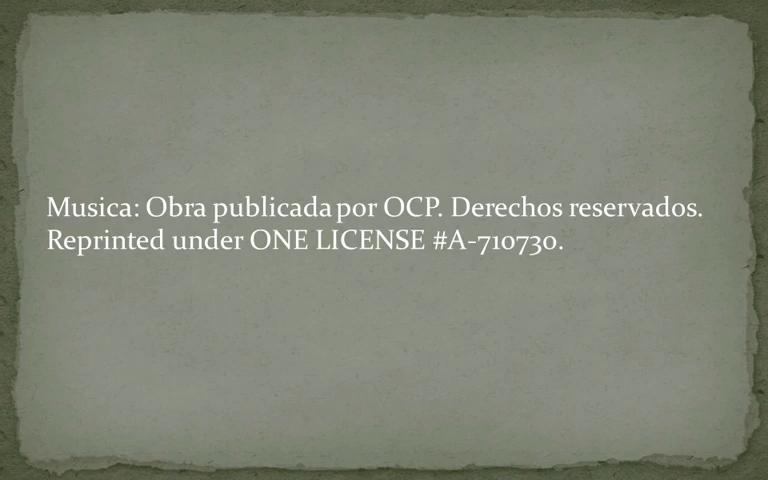 Musica: Obra publicada por OCP. Derechos reservados.
Reprinted under ONE LICENSE #A-710730.